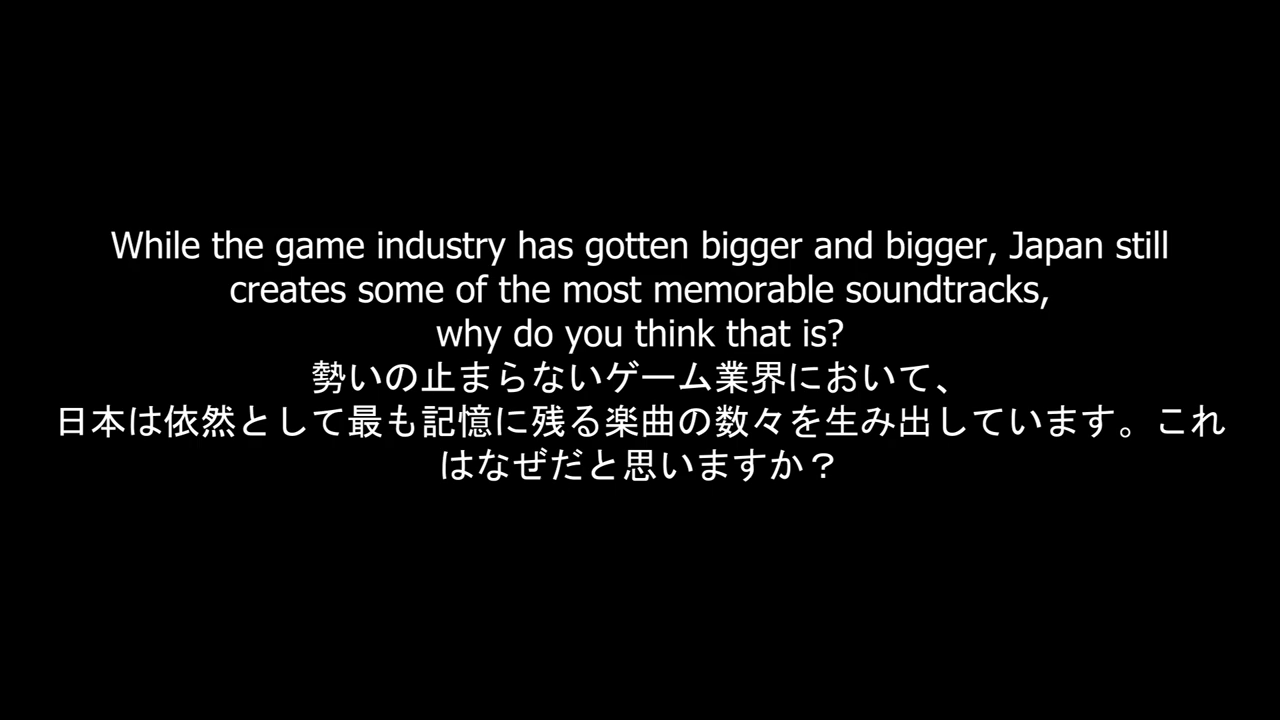 While the game industry has gotten bigger and bigger, Japan still
creates some of the most memorable soundtracks,
why do you think that is?
勢いの止まらないゲーム業界において、
日本は依然として最も記憶に残る楽曲の数々を生み出しています。これ
はなぜだと思いますか？